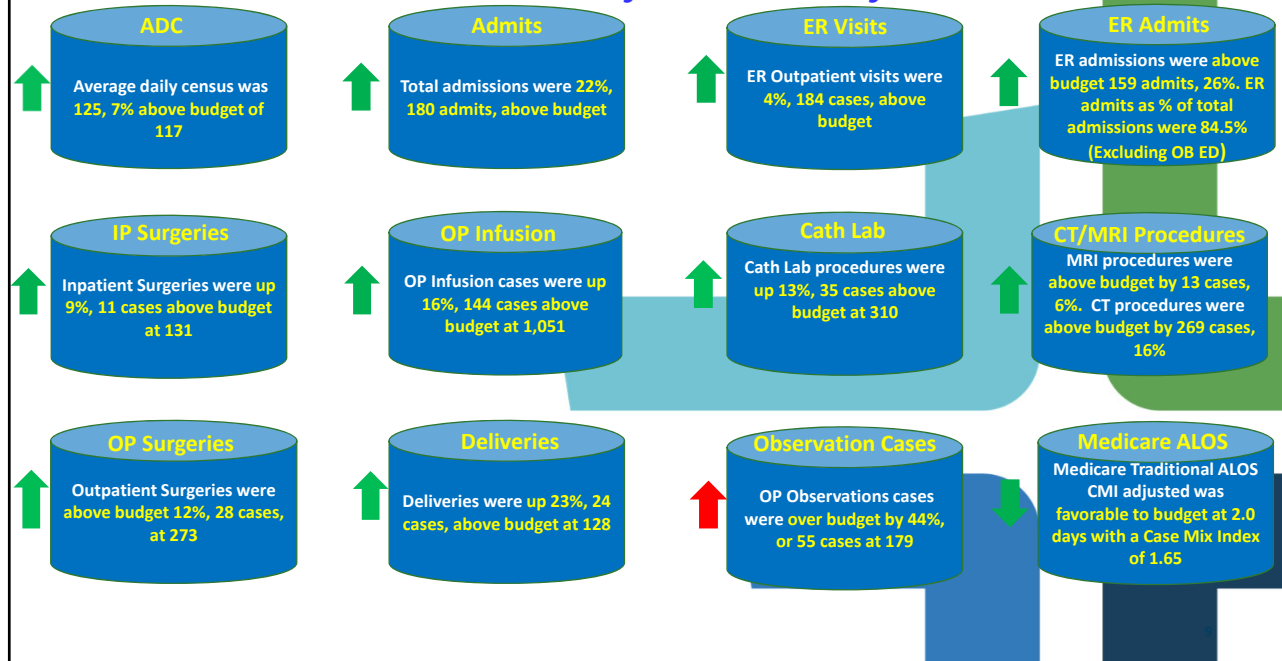 ADC
Average daily census was
125, 7% above budget of
117
Admits
Total admissions were 22%,
180 admits, above budget
ER Visits
ER Outpatient visits were
4%, 184 cases, above
budget
ER Admits
ER admissions were above
budget 159 admits, 26%. ER
admits as % of total
admissions were 84.5%
(Excluding OB ED)
IP Surgeries
Inpatient Surgeries were up
9%, 11 cases above budget
at 131
OP Infusion
OP Infusion cases were up
16%, 144 cases above
budget at 1,051
Cath Lab
Cath Lab procedures were
up 13%, 35 cases above
budget at 310
CT/MRI Procedures
MRI procedures were
above budget by 13 cases,
6%. CT procedures were
above budget by 269 cases,
16%
OP Surgeries
Outpatient Surgeries were
above budget 12%, 28 cases,
at 273
Deliveries
Deliveries were up 23%, 24
cases, above budget at 128
Observation Cases
OP Observations cases
were over budget by 44%,
or 55 cases at 179
Medicare ALOS
Medicare Traditional ALOS
CMI adjusted was
favorable to budget at 2.0
days with a Case Mix Index
of 1.65